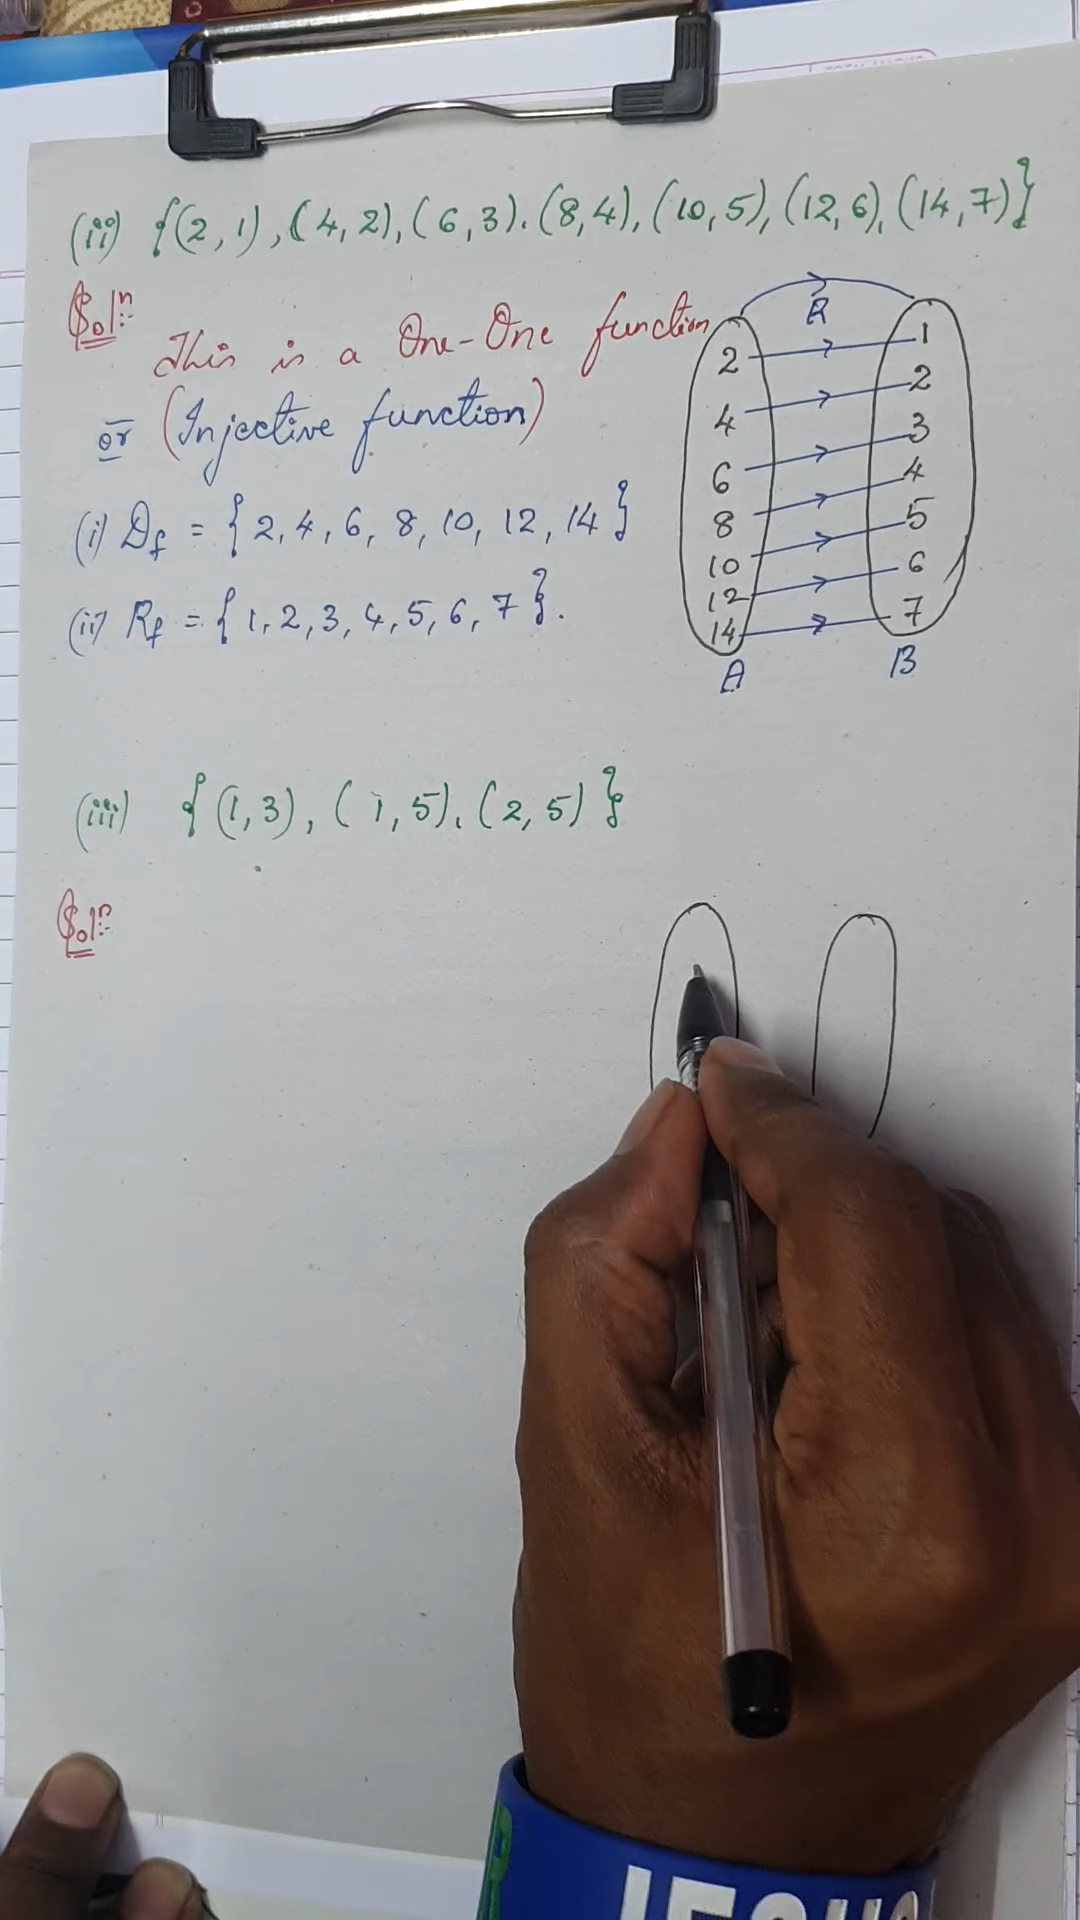 (ii) {(2,1), (4,2), (6,3). (8,4), (10,5), (12,6), (14,7)}
Soln:-
This is a One-One function
or (Injective function)
(i) Df = {2, 4, 6, 8, 10, 12, 14}
(ii) Rf = {1, 2, 3, 4, 5, 6, 7}.
R
2 1
4 2
6 3
8 4
10 5
12 6
14 7
A B
(iii) {(1,3), (1,5), (2,5)}
Soln:-
JESUS